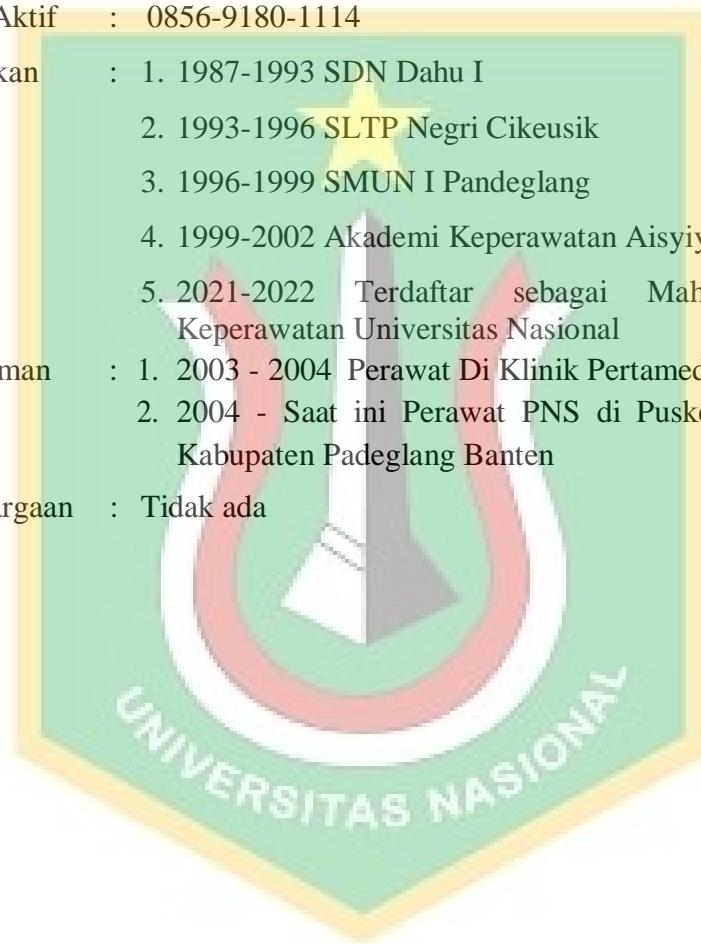 Aktif : 0856-9180-1114
kan : 1. 1987-1993 SDN Dahu I
2. 1993-1996 SLTP Negri Cikeusik
3. 1996-1999 SMUN I Pandeglang
4. 1999-2002 Akademi Keperawatan Aisyiy
5. 2021-2022 Terdaftar sebagai Mah
Keperawatan Universitas Nasional
man : 1. 2003 - 2004 Perawat Di Klinik Pertamed
2. 2004 - Saat ini Perawat PNS di Pusk
Kabupaten Padeglang Banten
argaan : Tidak ada
UNIVERSITAS NASIONAL